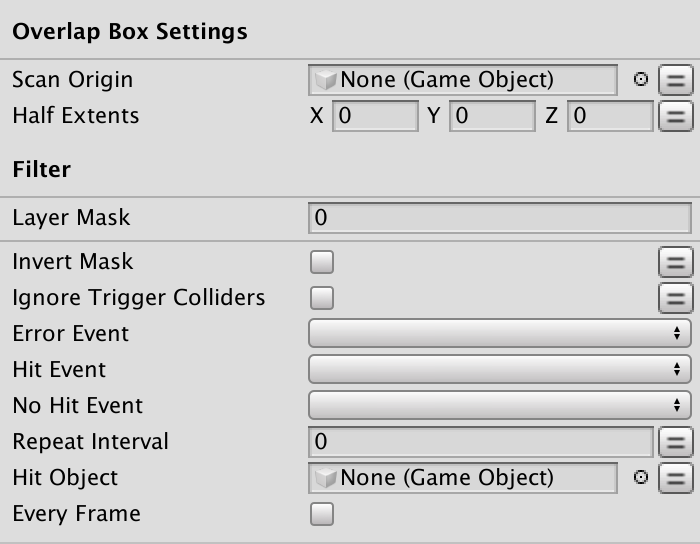 Overlap Box Settings
Scan Origin None (Game Object)
Half Extents X 0 Y 0 Z 0
Filter
Layer Mask 0
Invert Mask
Ignore Trigger Colliders
Error Event
Hit Event
No Hit Event
Repeat Interval 0
Hit Object None (Game Object)
Every Frame